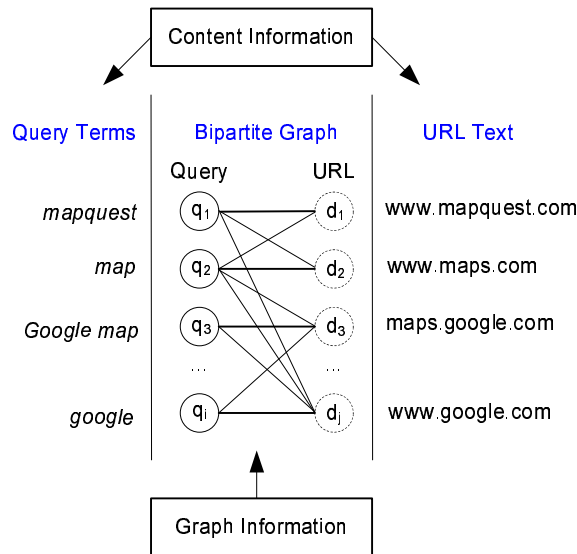 Content Information
Query Terms Bipartite Graph URL Text
Query URL
mapquest q1 d1 www.mapquest.com
map q2 d2 www.maps.com
Google map q3 d3 maps.google.com
... ...
google qi dj www.google.com
Graph Information